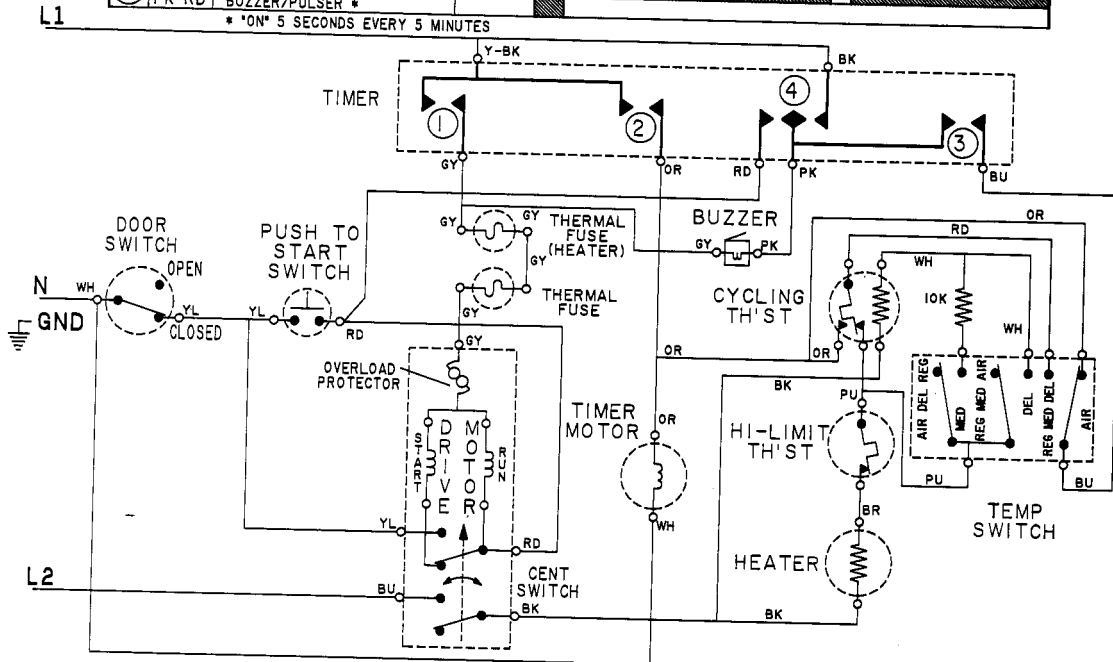 PK-RD BUZZER/PULSER *
* "ON" 5 SECONDS EVERY 5 MINUTES
L1
Y-BK
BK
TIMER
1
2
4
3
GY
OR
RD
PK
BU
DOOR SWITCH
OPEN
CLOSED
PUSH TO START SWITCH
GY
GY
THERMAL FUSE (HEATER)
BUZZER
GY
PK
OR
RD
N
WH
GND
YL
YL
RD
GY
GY
THERMAL FUSE
CYCLING TH'ST
WH
10K
WH
GY
OVERLOAD PROTECTOR
OR
OR
BK
PU
AIR DEL REG
MED
REG MED AIR
DEL
REG MED DEL
AIR
START
DRIVE
MOTOR
RUN
TIMER MOTOR
OR
HI-LIMIT TH'ST
PU
BU
TEMP SWITCH
YL
WH
BR
RD
HEATER
L2
BU
CENT SWITCH
BK
BK